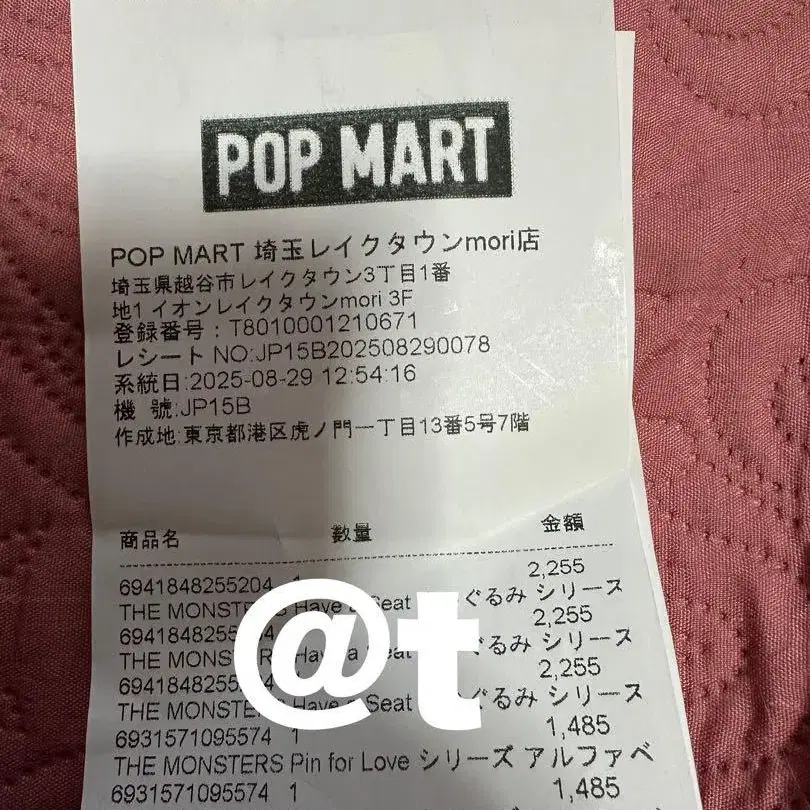 POP MART
POP MART 埼玉レイクタウンmori店
埼玉県越谷市レイクタウン3丁目1番
地1 イオンレイクタウンmori 3F
登録番号：T8010001210671
レシート NO:JP15B202508290078
系統日:2025-08-29 12:54:16
機 號:JP15B
作成地:東京都港区虎ノ門一丁目13番5号7階
商品名 数量 金額
2,255
6941848255204 1
THE MONSTERS Have a Seat ぐるみ シリーズ
2,255
THE Have a Seat ぐるみ シリーズ
2,255
THE Have a Seat ぐるみ シリーズ
1,485
6931571095574 1
THE MONSTERS Pin for Love シリーズ アルファベ
1,485
6931571095574 1
@t